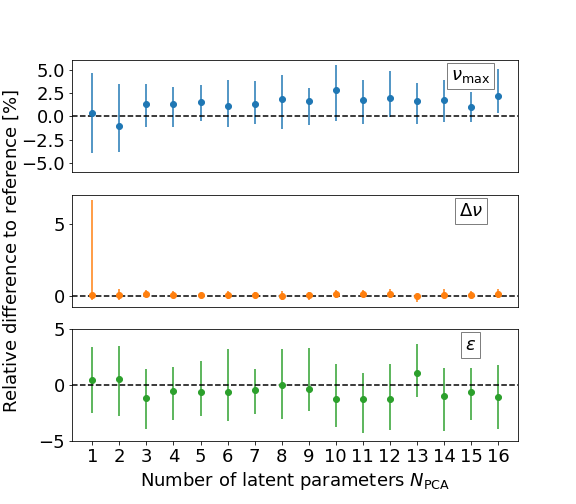 Relative difference to reference [%]
5.0
2.5
0.0
−2.5
−5.0
ν_max
5
0
Δν
5
0
−5
ε
1 2 3 4 5 6 7 8 9 10 11 12 13 14 15 16
Number of latent parameters N_PCA